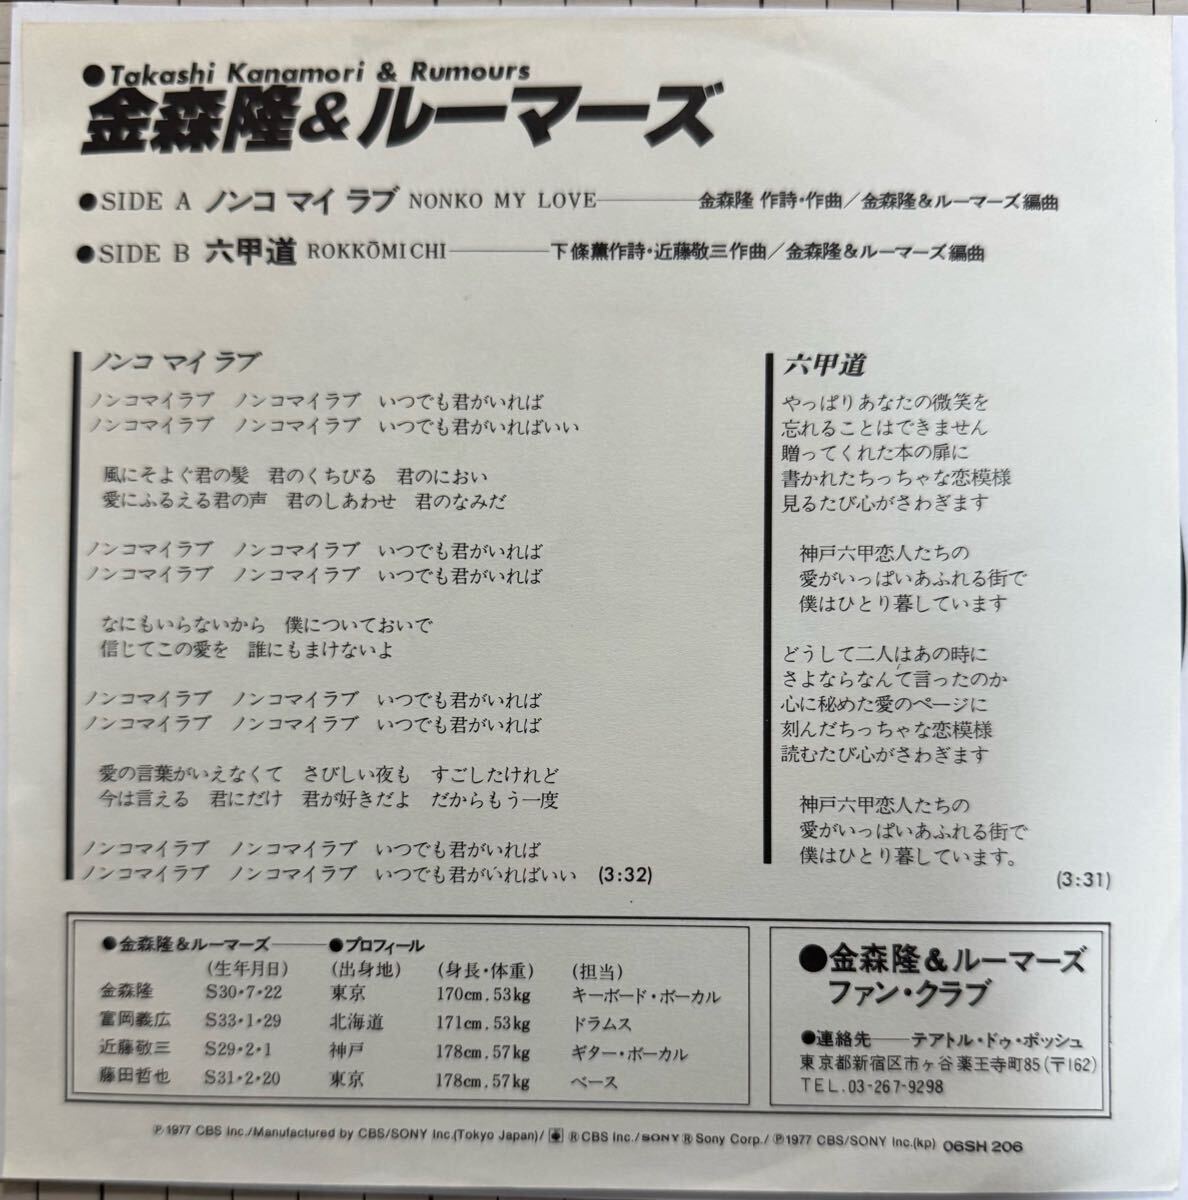 ●Takashi Kanamori & Rumours
金森隆&ルーマーズ
●SIDE A ノンコ マイ ラブ NONKO MY LOVE――――金森隆 作詩・作曲／金森隆&ルーマーズ編曲
●SIDE B 六甲道 ROKKŌMICHI――――下條薫作詩・近藤敬三作曲／金森隆&ルーマーズ編曲
ノンコ マイ ラブ
ノンコマイラブ　ノンコマイラブ　いつでも君がいれば
ノンコマイラブ　ノンコマイラブ　いつでも君がいればいい
風にそよぐ君の髪　君のくちびる　君のにおい
愛にふるえる君の声　君のしあわせ　君のなみだ
ノンコマイラブ　ノンコマイラブ　いつでも君がいれば
ノンコマイラブ　ノンコマイラブ　いつでも君がいれば
なにもいらないから　僕についておいで
信じてこの愛を　誰にもまけないよ
ノンコマイラブ　ノンコマイラブ　いつでも君がいれば
ノンコマイラブ　ノンコマイラブ　いつでも君がいれば
愛の言葉がいえなくて　さびしい夜も　すごしたけれど
今は言える　君にだけ　君が好きだよ　だからもう一度
ノンコマイラブ　ノンコマイラブ　いつでも君がいれば
ノンコマイラブ　ノンコマイラブ　いつでも君がいればいい　(3:32)
六甲道
やっぱりあなたの微笑を
忘れることはできません
贈ってくれた本の扉に
書かれたちっちゃな恋模様
見るたび心がさわぎます
神戸六甲恋人たちの
愛がいっぱいあふれる街で
僕はひとり暮しています
どうして二人はあの時に
さよならなんて言ったのか
心に秘めた愛のページに
刻んだちっちゃな恋模様
読むたび心がさわぎます
神戸六甲恋人たちの
愛がいっぱいあふれる街で
僕はひとり暮しています。
(3:31)
●金森隆&ルーマーズ――●プロフィール
(生年月日)　(出身地)　(身長・体重)　(担当)
金森隆　S30・7・22　東京　170cm.53kg　キーボード・ボーカル
富岡義広　S33・1・29　北海道　171cm.53kg　ドラムス
近藤敬三　S29・2・1　神戸　178cm.57kg　ギター・ボーカル
藤田哲也　S31・2・20　東京　178cm.57kg　ベース
●金森隆&ルーマーズ
ファン・クラブ
●連絡先――テアトル・ドゥ・ポッシュ
東京都新宿区市ヶ谷薬王寺町85(〒162)
TEL.03-267-9298
Ⓟ1977 CBS Inc./Manufactured by CBS/SONY Inc.(Tokyo Japan)/ ® CBS Inc./SONY ® Sony Corp./Ⓟ1977 CBS/SONY Inc.(kp) 06SH 206